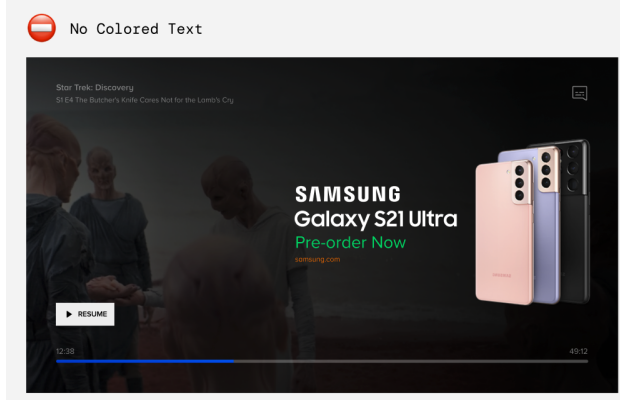 No Colored Text
Star Trek: Discovery
S1 E4 The Butcher's Knife Cares Not for the Lamb's Cry
SAMSUNG
Galaxy S21 Ultra
Pre-order Now
samsung.com
SAMSUNG
RESUME
12:38
49:12